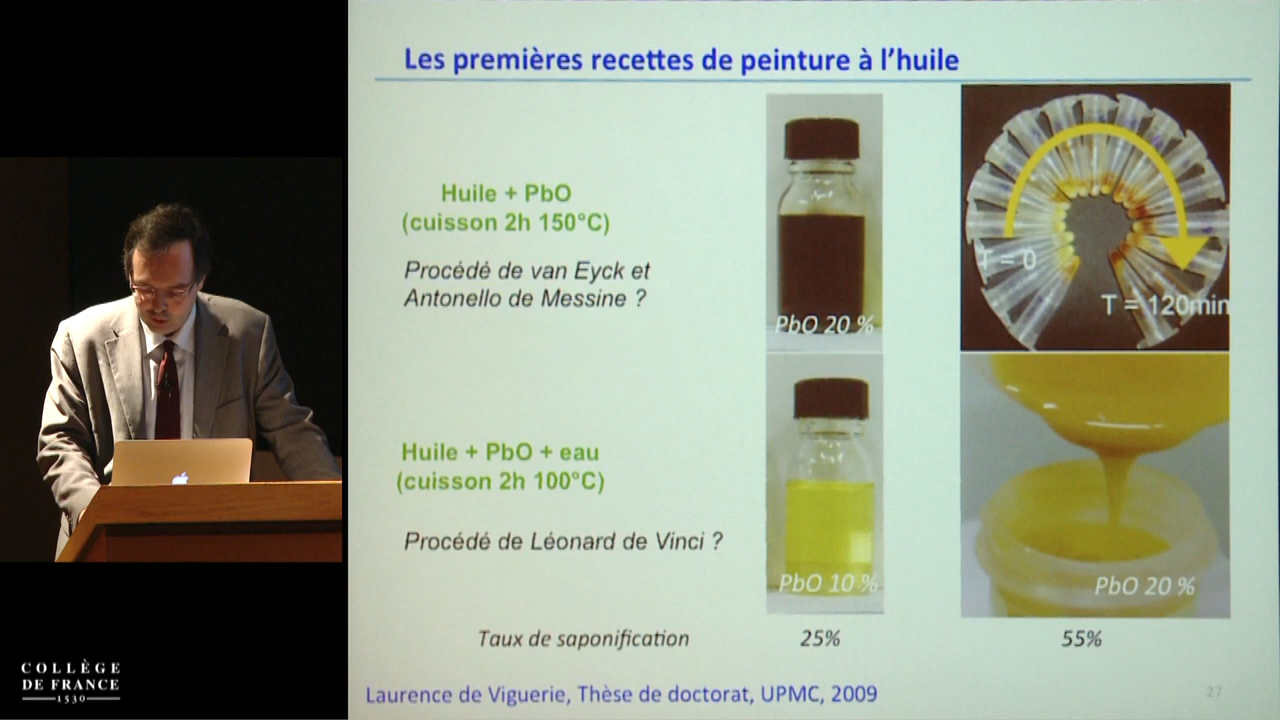 Les premières recettes de peinture à l'huile
Huile + PbO
(cuisson 2h 150°C)
Procédé de van Eyck et
Antonello de Messine ?
PbO 20 %
T = 0
T = 120min
Huile + PbO + eau
(cuisson 2h 100°C)
Procédé de Léonard de Vinci ?
PbO 10 %
PbO 20 %
Taux de saponification
25%
55%
Laurence de Viguerie, Thèse de doctorat, UPMC, 2009
27
COLLÈGE
DE FRANCE
1530